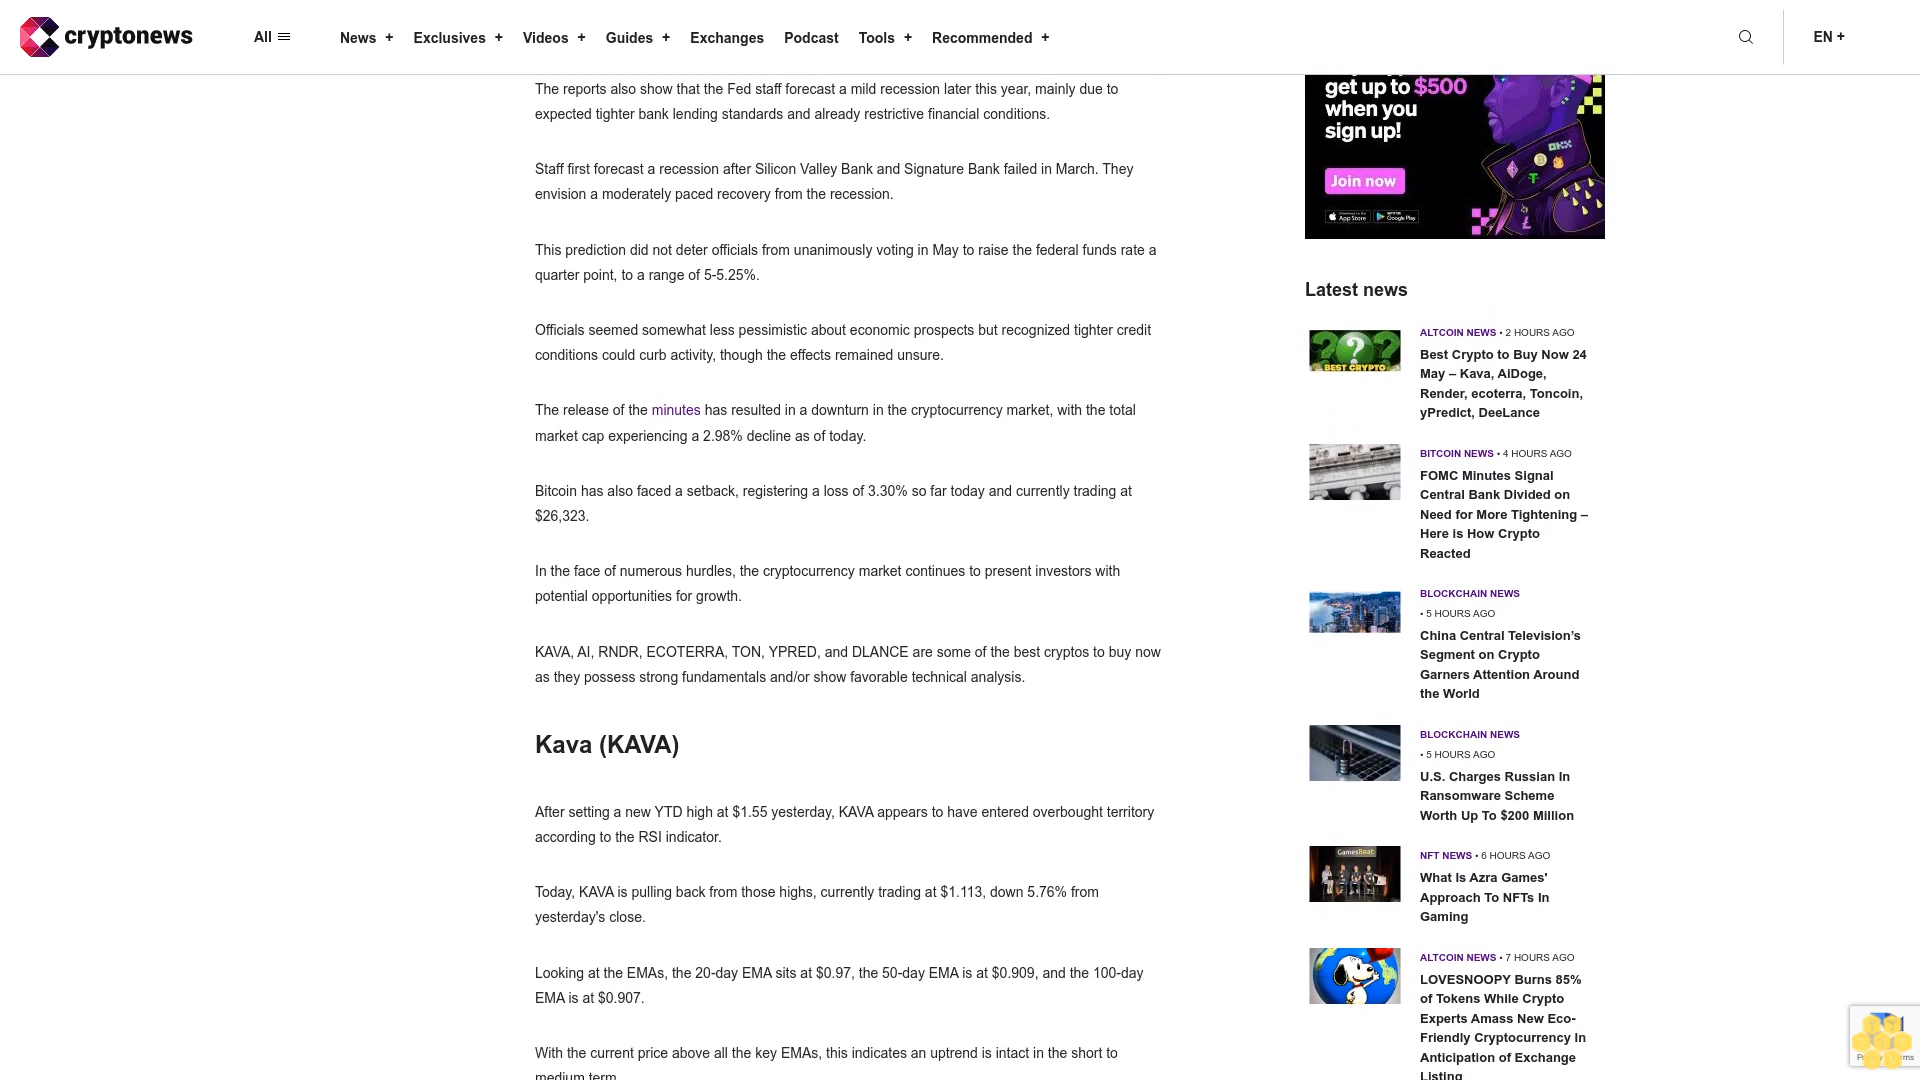 cryptonews
All
News +
Exclusives +
Videos +
Guides +
Exchanges
Podcast
Tools +
Recommended +
EN +
The reports also show that the Fed staff forecast a mild recession later this year, mainly due to
expected tighter bank lending standards and already restrictive financial conditions.
Staff first forecast a recession after Silicon Valley Bank and Signature Bank failed in March. They
envision a moderately paced recovery from the recession.
This prediction did not deter officials from unanimously voting in May to raise the federal funds rate a
quarter point, to a range of 5-5.25%.
Officials seemed somewhat less pessimistic about economic prospects but recognized tighter credit
conditions could curb activity, though the effects remained unsure.
The release of the minutes has resulted in a downturn in the cryptocurrency market, with the total
market cap experiencing a 2.98% decline as of today.
Bitcoin has also faced a setback, registering a loss of 3.30% so far today and currently trading at
$26,323.
In the face of numerous hurdles, the cryptocurrency market continues to present investors with
potential opportunities for growth.
KAVA, AI, RNDR, ECOTERRA, TON, YPRED, and DLANCE are some of the best cryptos to buy now
as they possess strong fundamentals and/or show favorable technical analysis.
Kava (KAVA)
After setting a new YTD high at $1.55 yesterday, KAVA appears to have entered overbought territory
according to the RSI indicator.
Today, KAVA is pulling back from those highs, currently trading at $1.113, down 5.76% from
yesterday's close.
Looking at the EMAs, the 20-day EMA sits at $0.97, the 50-day EMA is at $0.909, and the 100-day
EMA is at $0.907.
With the current price above all the key EMAs, this indicates an uptrend is intact in the short to
medium term.
get up to $500
when you
sign up!
Join now
App Store
Google Play
Latest news
BEST CRYPTO
ALTCOIN NEWS • 2 HOURS AGO
Best Crypto to Buy Now 24
May – Kava, AiDoge,
Render, ecoterra, Toncoin,
yPredict, DeeLance
BITCOIN NEWS • 4 HOURS AGO
FOMC Minutes Signal
Central Bank Divided on
Need for More Tightening –
Here is How Crypto
Reacted
BLOCKCHAIN NEWS
• 5 HOURS AGO
China Central Television’s
Segment on Crypto
Garners Attention Around
the World
BLOCKCHAIN NEWS
• 5 HOURS AGO
U.S. Charges Russian In
Ransomware Scheme
Worth Up To $200 Million
GamesBeat
NFT NEWS • 6 HOURS AGO
What Is Azra Games'
Approach To NFTs In
Gaming
ALTCOIN NEWS • 7 HOURS AGO
LOVESNOOPY Burns 85%
of Tokens While Crypto
Experts Amass New Eco-
Friendly Cryptocurrency In
Anticipation of Exchange
Listing